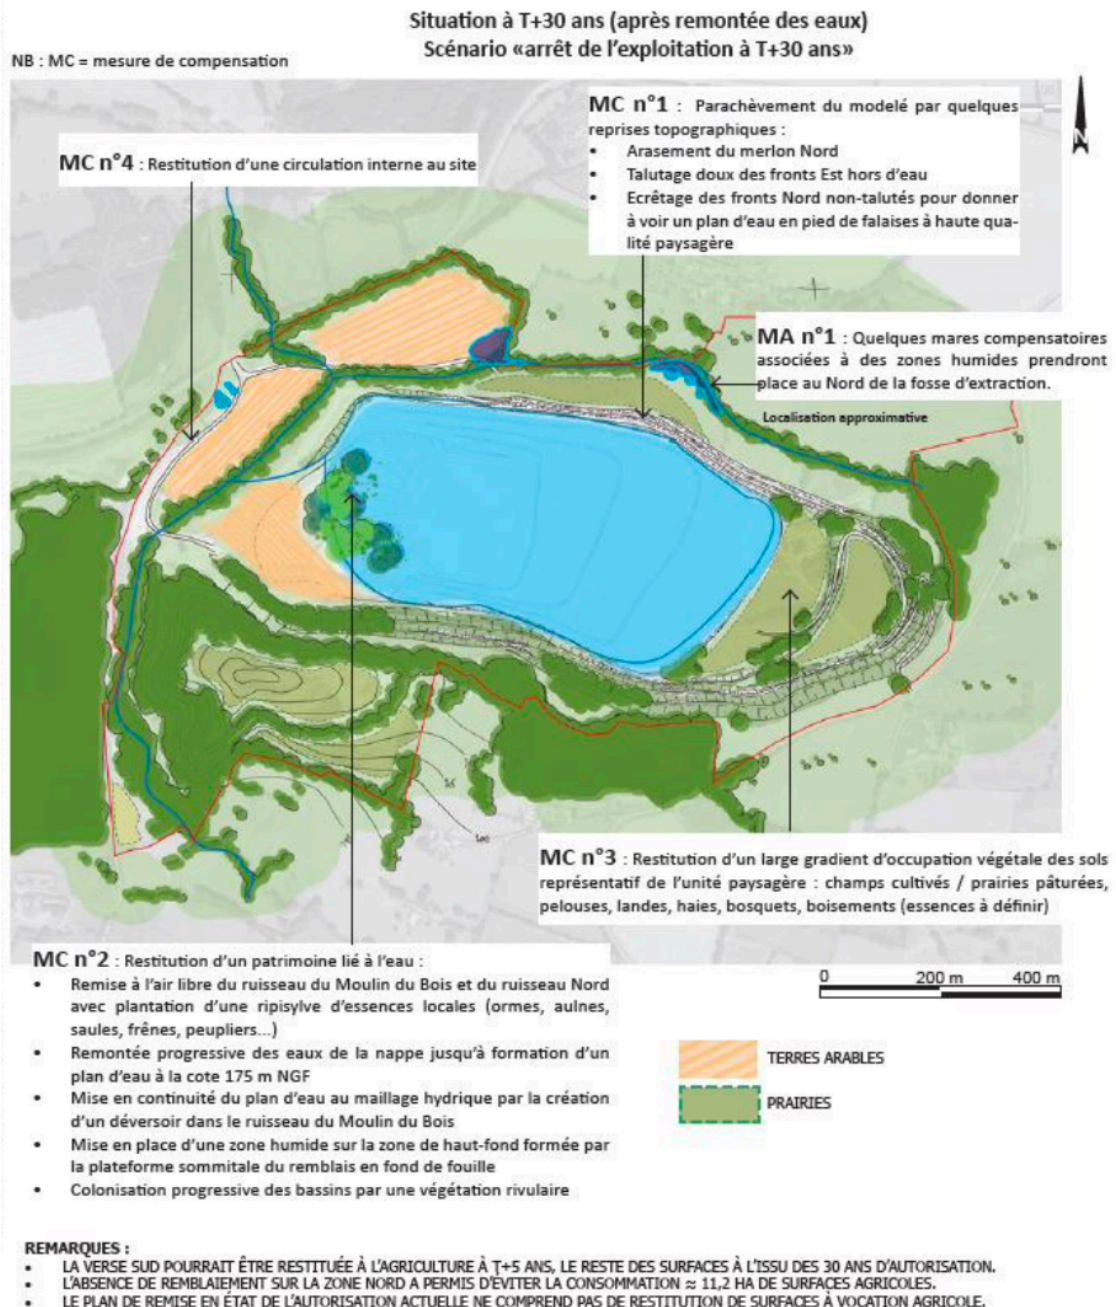 Situation à T+30 ans (après remontée des eaux)
Scénario «arrêt de l'exploitation à T+30 ans»
NB : MC = mesure de compensation
MC n°1 : Parachèvement du modelé par quelques
reprises topographiques :
• Arasement du merlon Nord
• Talutage doux des fronts Est hors d'eau
• Ecrêtage des fronts Nord non-talutés pour donner
à voir un plan d'eau en pied de falaises à haute qua-
lité paysagère
N
MC n°4 : Restitution d'une circulation interne au site
MA n°1 : Quelques mares compensatoires
associées à des zones humides prendront
place au Nord de la fosse d'extraction.
Localisation approximative
MC n°3 : Restitution d'un large gradient d'occupation végétale des sols
représentatif de l'unité paysagère : champs cultivés / prairies pâturées,
pelouses, landes, haies, bosquets, boisements (essences à définir)
MC n°2 : Restitution d'un patrimoine lié à l'eau :
• Remise à l'air libre du ruisseau du Moulin du Bois et du ruisseau Nord
avec plantation d'une ripisylve d'essences locales (ormes, aulnes,
saules, frênes, peupliers...)
• Remontée progressive des eaux de la nappe jusqu'à formation d'un
plan d'eau à la cote 175 m NGF
• Mise en continuité du plan d'eau au maillage hydrique par la création
d'un déversoir dans le ruisseau du Moulin du Bois
• Mise en place d'une zone humide sur la zone de haut-fond formée par
la plateforme sommitale du remblais en fond de fouille
• Colonisation progressive des bassins par une végétation rivulaire
0 200 m 400 m
TERRES ARABLES
PRAIRIES
REMARQUES :
• LA VERSE SUD POURRAIT ÊTRE RESTITUÉE À L'AGRICULTURE À T+5 ANS, LE RESTE DES SURFACES À L'ISSU DES 30 ANS D'AUTORISATION.
• L'ABSENCE DE REMBLAIEMENT SUR LA ZONE NORD A PERMIS D'ÉVITER LA CONSOMMATION ≈ 11,2 HA DE SURFACES AGRICOLES.
• LE PLAN DE REMISE EN ÉTAT DE L'AUTORISATION ACTUELLE NE COMPREND PAS DE RESTITUTION DE SURFACES À VOCATION AGRICOLE.